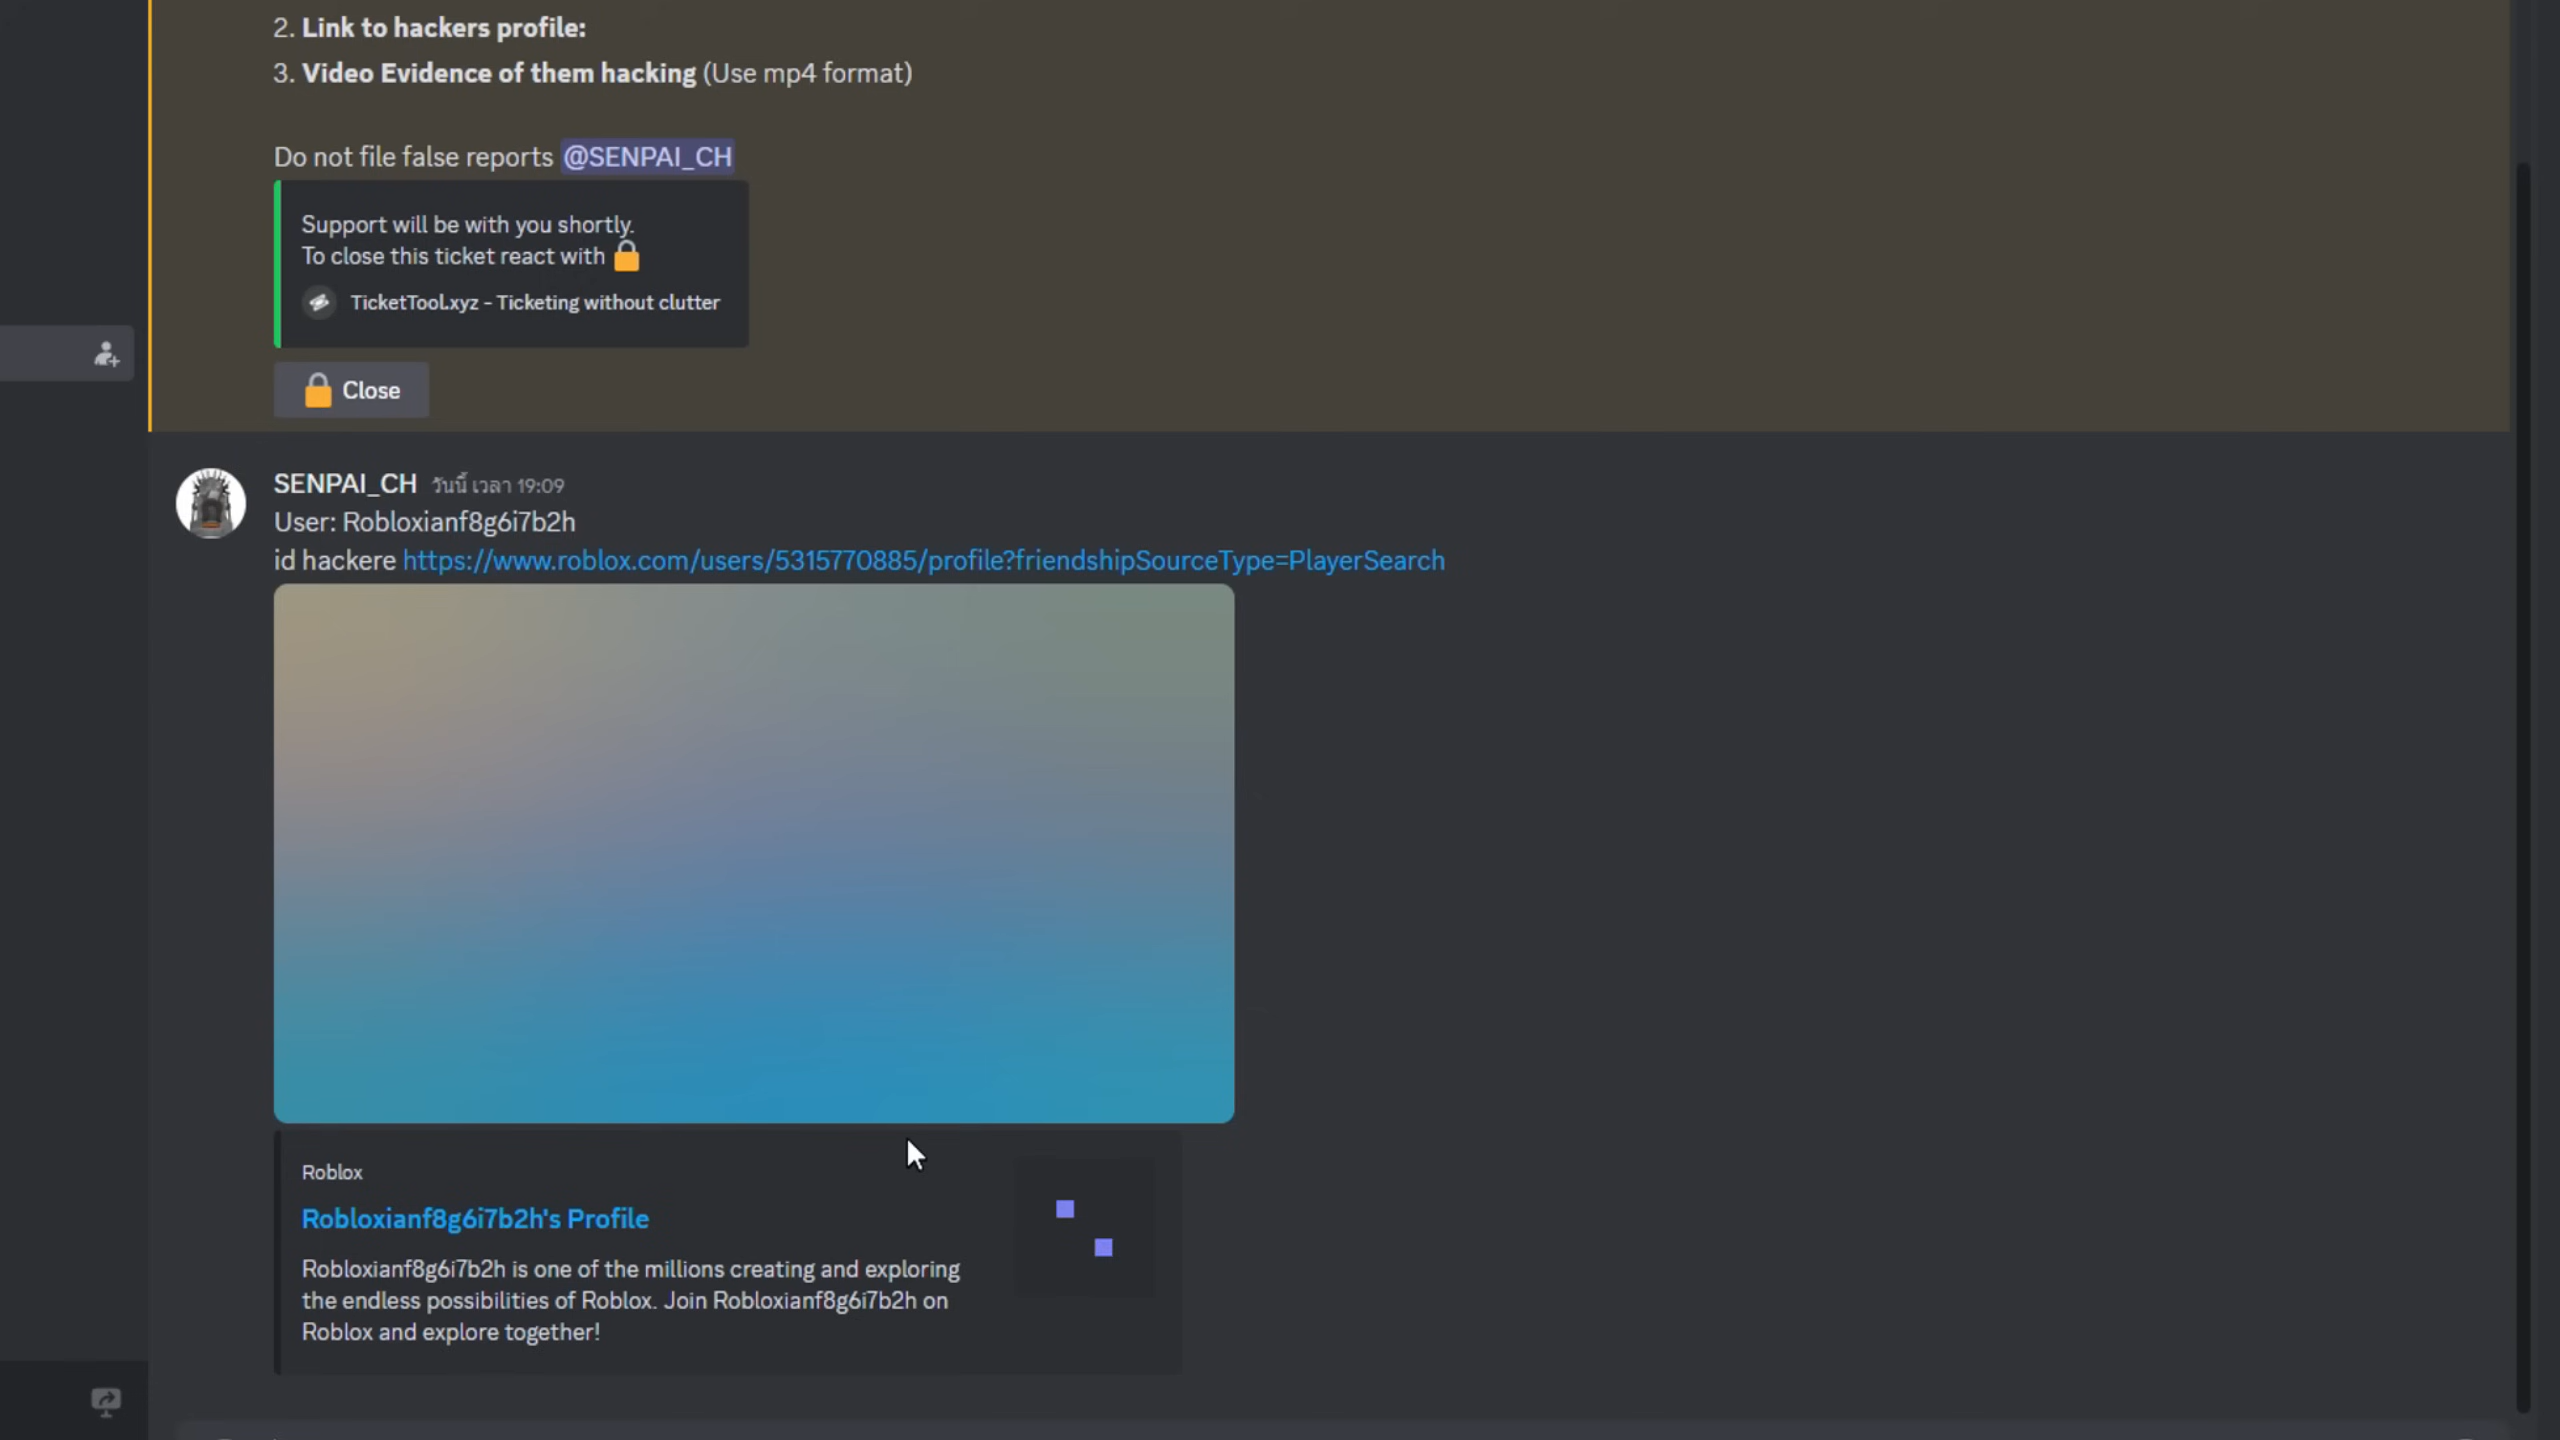 2. Link to hackers profile:
3. Video Evidence of them hacking (Use mp4 format)
Do not file false reports @SENPAI_CH
Support will be with you shortly.
To close this ticket react with
TicketTool.xyz - Ticketing without clutter
Close
SENPAI_CH วันนี้ เวลา 19:09
User: Robloxianf8g6i7b2h
id hackere https://www.roblox.com/users/5315770885/profile?friendshipSourceType=PlayerSearch
Roblox
Robloxianf8g6i7b2h's Profile
Robloxianf8g6i7b2h is one of the millions creating and exploring
the endless possibilities of Roblox. Join Robloxianf8g6i7b2h on
Roblox and explore together!